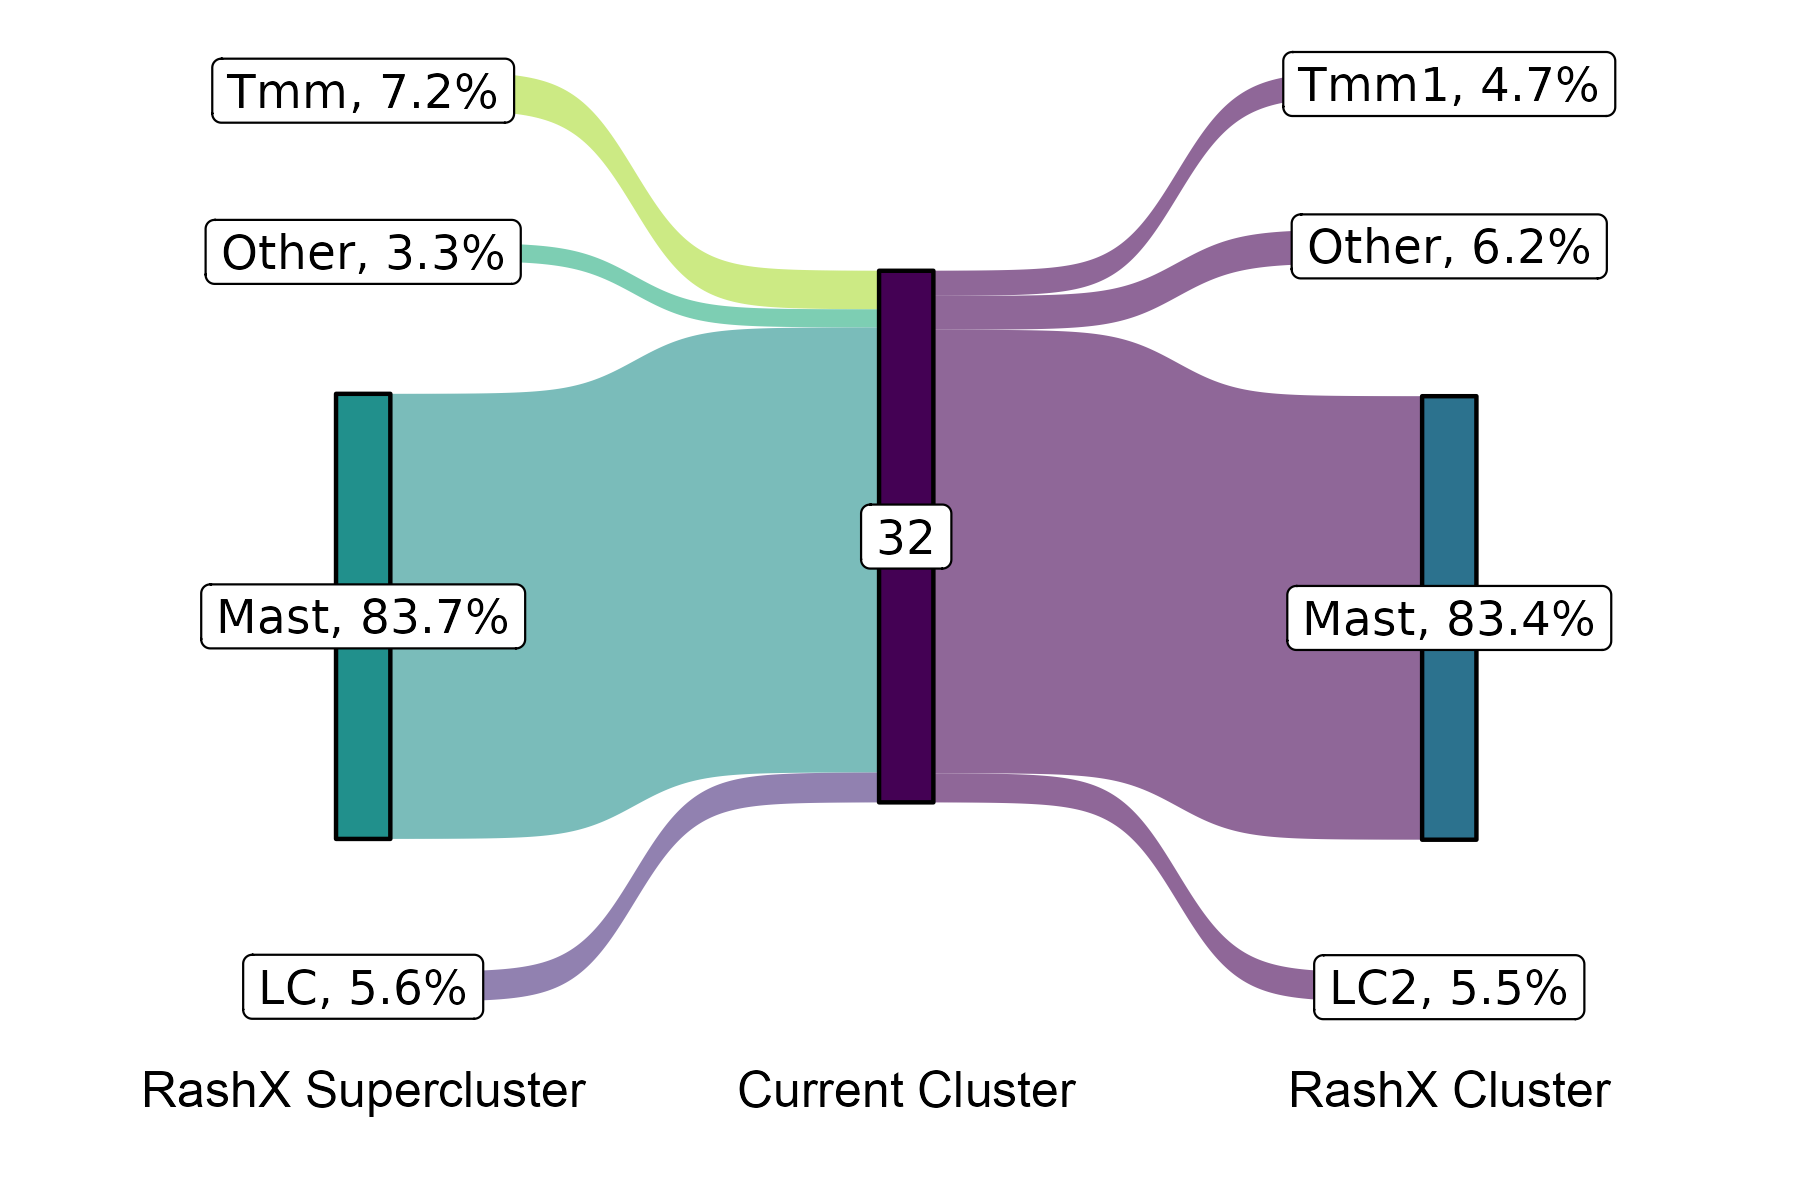 Tmm, 7.2%
Other, 3.3%
Mast, 83.7%
LC, 5.6%
32
Tmm1, 4.7%
Other, 6.2%
Mast, 83.4%
LC2, 5.5%
RashX Supercluster
Current Cluster
RashX Cluster